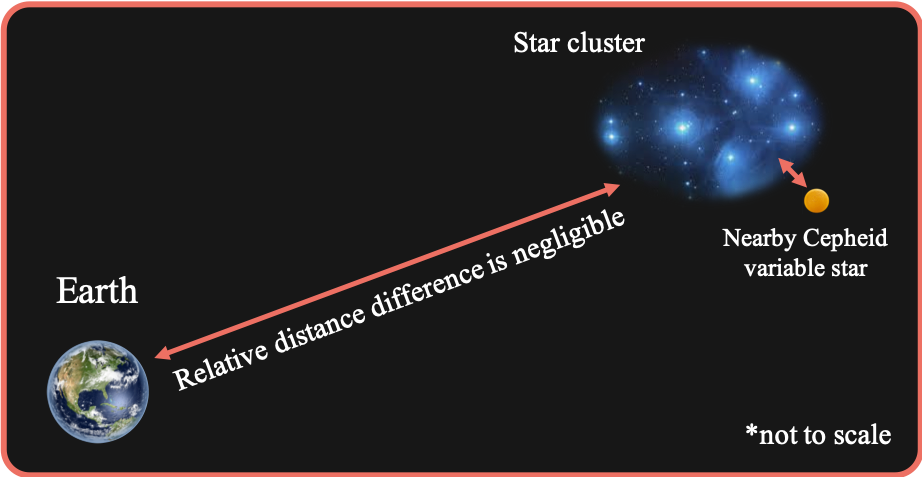 Star cluster
Relative distance difference is negligible
Nearby Cepheid
variable star
Earth
*not to scale